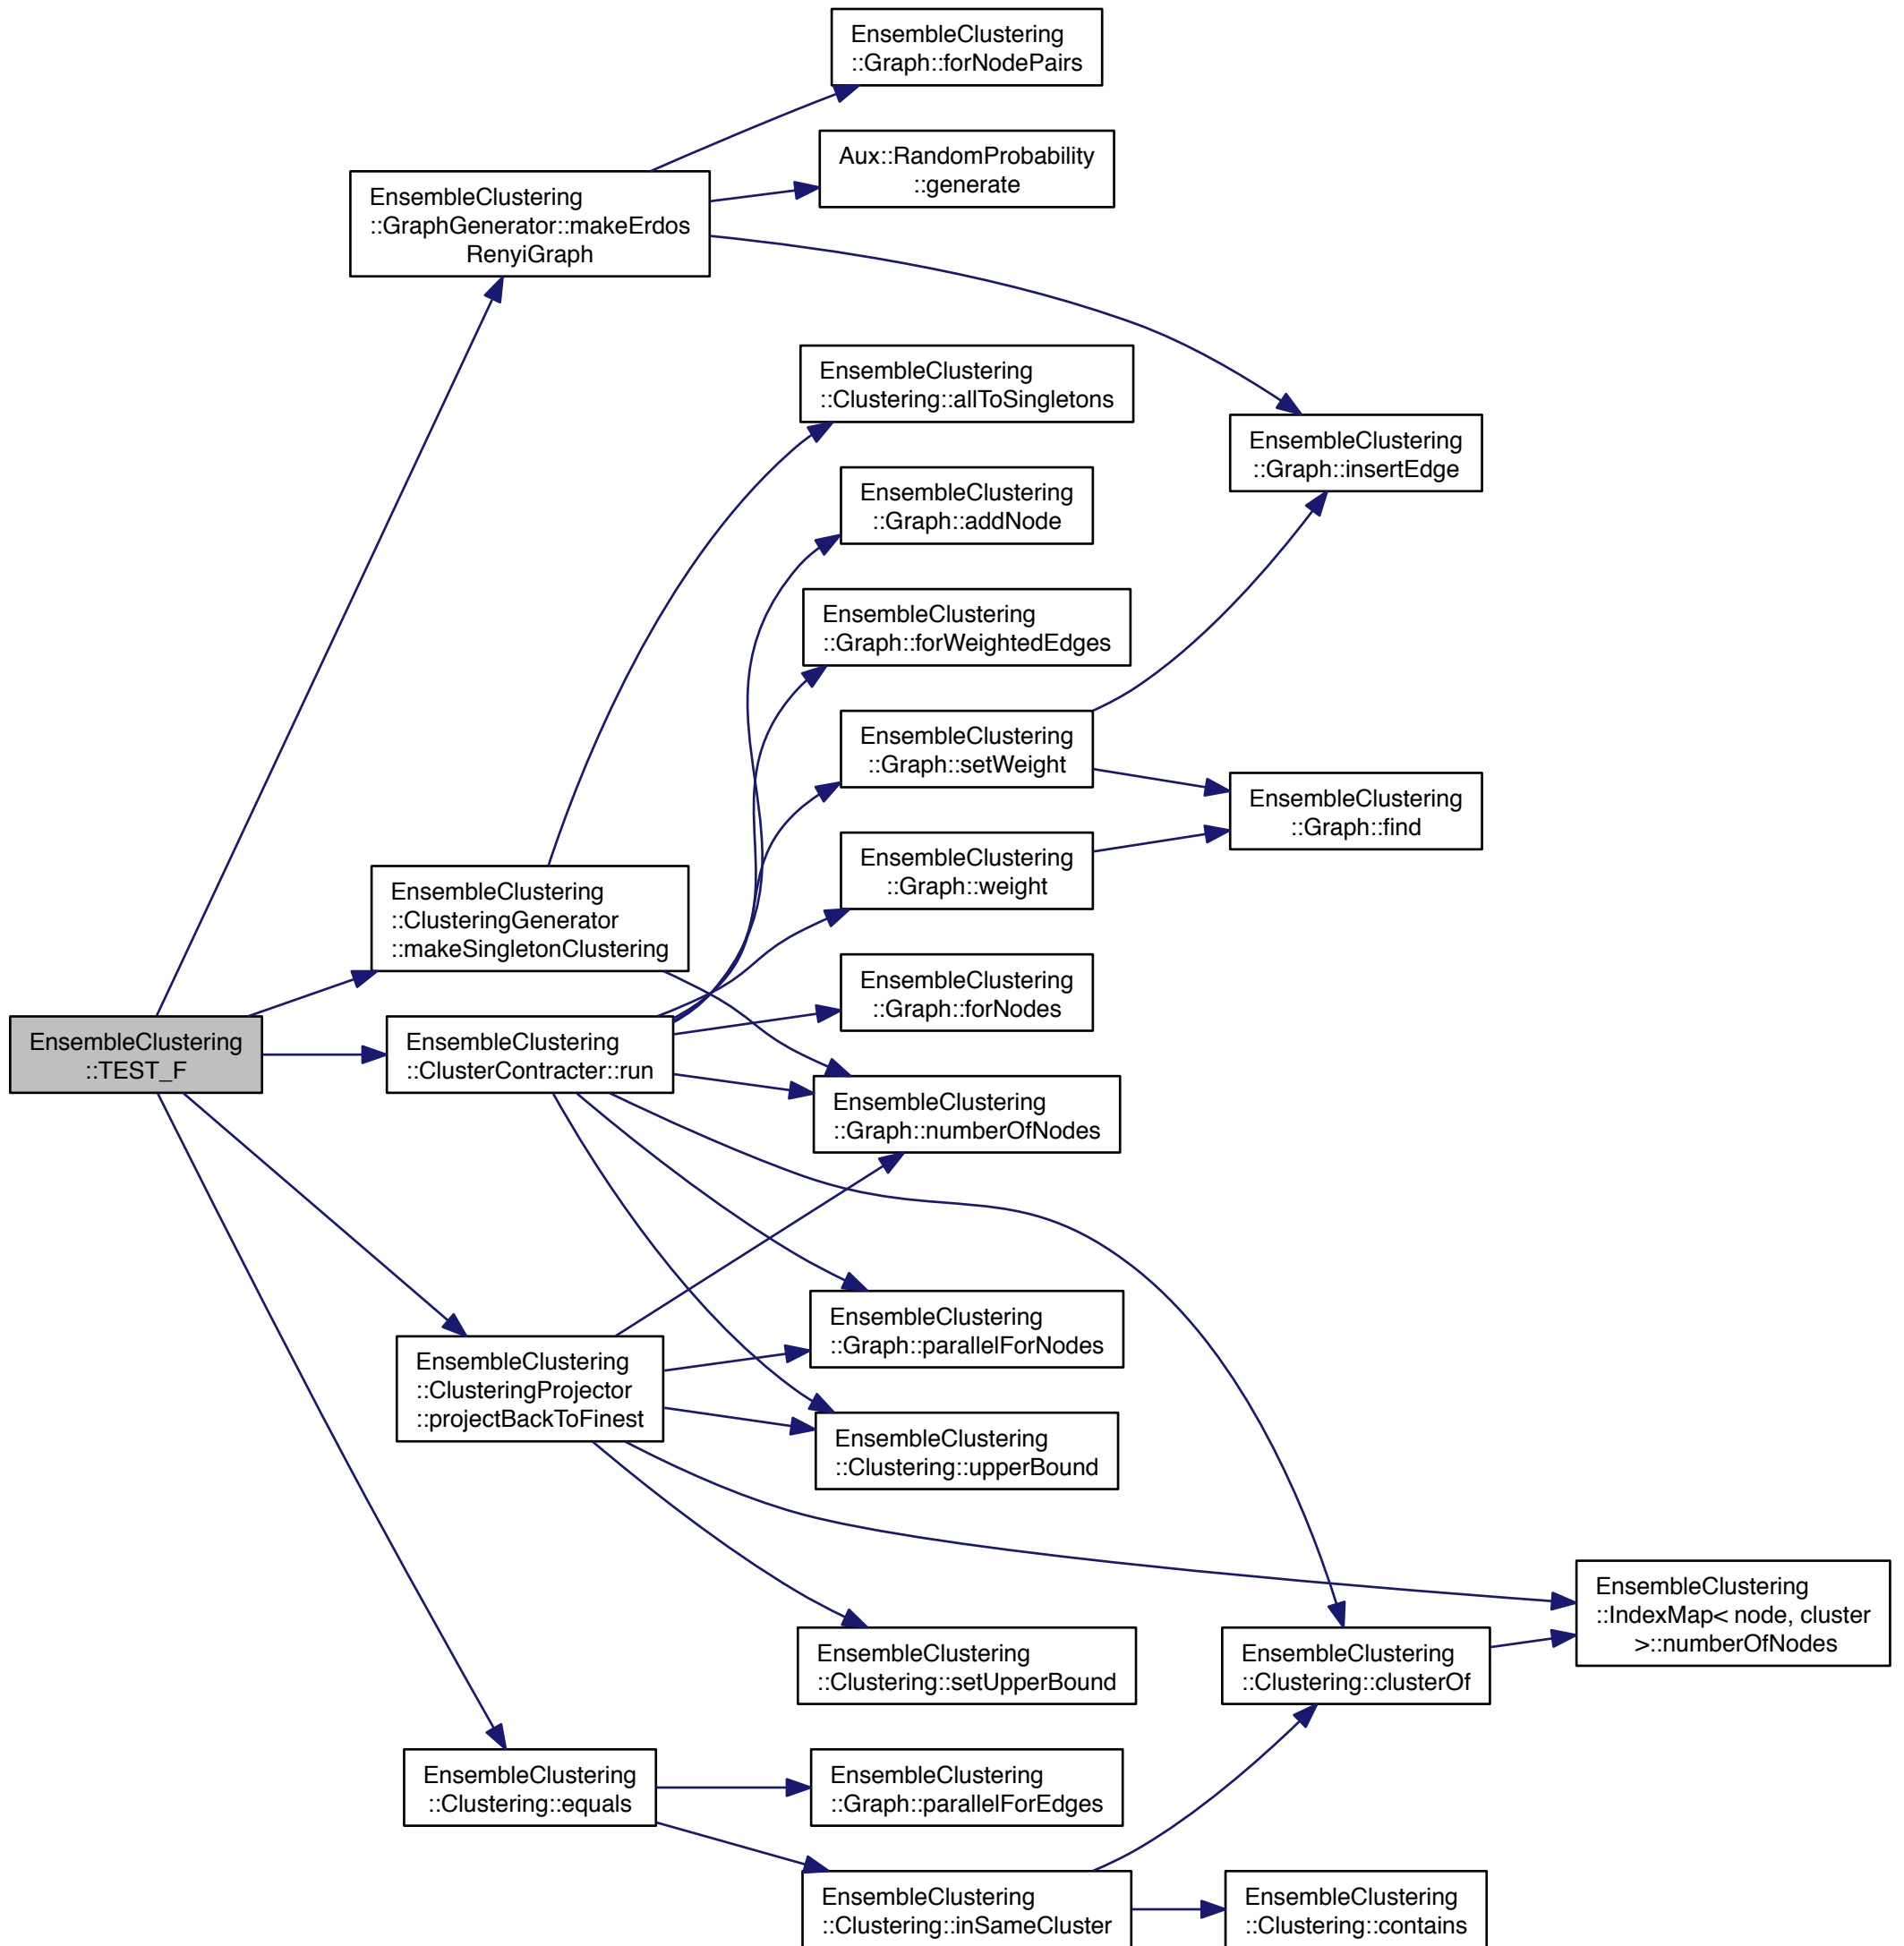 EnsembleClustering
::Graph::forNodePairs
Aux::RandomProbability
::generate
EnsembleClustering
::GraphGenerator::makeErdos
RenyiGraph
EnsembleClustering
::Clustering::allToSingletons
EnsembleClustering
::Graph::insertEdge
EnsembleClustering
::Graph::addNode
EnsembleClustering
::Graph::forWeightedEdges
EnsembleClustering
::Graph::setWeight
EnsembleClustering
::Graph::find
EnsembleClustering
::Graph::weight
EnsembleClustering
::ClusteringGenerator
::makeSingletonClustering
EnsembleClustering
::Graph::forNodes
EnsembleClustering
::TEST_F
EnsembleClustering
::ClusterContracter::run
EnsembleClustering
::Graph::numberOfNodes
EnsembleClustering
::Graph::parallelForNodes
EnsembleClustering
::ClusteringProjector
::projectBackToFinest
EnsembleClustering
::Clustering::upperBound
EnsembleClustering
::IndexMap< node, cluster
>::numberOfNodes
EnsembleClustering
::Clustering::setUpperBound
EnsembleClustering
::Clustering::clusterOf
EnsembleClustering
::Clustering::equals
EnsembleClustering
::Graph::parallelForEdges
EnsembleClustering
::Clustering::inSameCluster
EnsembleClustering
::Clustering::contains